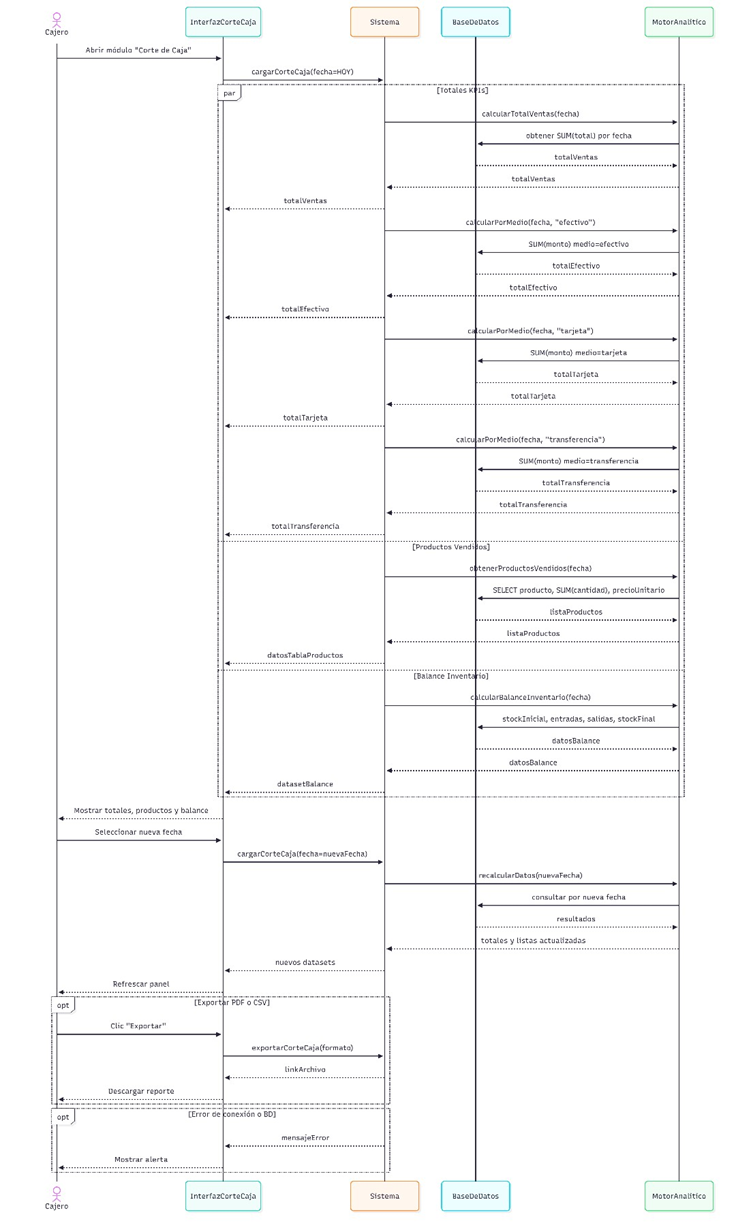 Cajero
InterfazCorteCaja
Sistema
BaseDeDatos
MotorAnalitico
Abrir módulo "Corte de Caja"
cargarCorteCaja(fecha=HOY)
par
[Totales KPIs]
calcularTotalVentas(fecha)
obtener SUM(total) por fecha
totalVentas
totalVentas
totalVentas
calcularPorMedio(fecha, "efectivo")
SUM(monto) medio=efectivo
totalEfectivo
totalEfectivo
totalEfectivo
calcularPorMedio(fecha, "tarjeta")
SUM(monto) medio=tarjeta
totalTarjeta
totalTarjeta
totalTarjeta
calcularPorMedio(fecha, "transferencia")
SUM(monto) medio=transferencia
totalTransferencia
totalTransferencia
totalTransferencia
[Productos Vendidos]
obtenerProductosVendidos(fecha)
SELECT producto, SUM(cantidad), precioUnitario
listaProductos
listaProductos
datosTablaProductos
[Balance Inventario]
calcularBalanceInventario(fecha)
stockInicial, entradas, salidas, stockFinal
datosBalance
datosBalance
datasetBalance
Mostrar totales, productos y balance
Seleccionar nueva fecha
cargarCorteCaja(fecha=nuevaFecha)
recalcularDatos(nuevaFecha)
consultar por nueva fecha
resultados
totales y listas actualizadas
nuevos datasets
Refrescar panel
opt
[Exportar PDF o CSV]
Clic "Exportar"
exportarCorteCaja(formato)
linkArchivo
Descargar reporte
opt
[Error de conexión o BD]
mensajeError
Mostrar alerta
Cajero
InterfazCorteCaja
Sistema
BaseDeDatos
MotorAnalitico